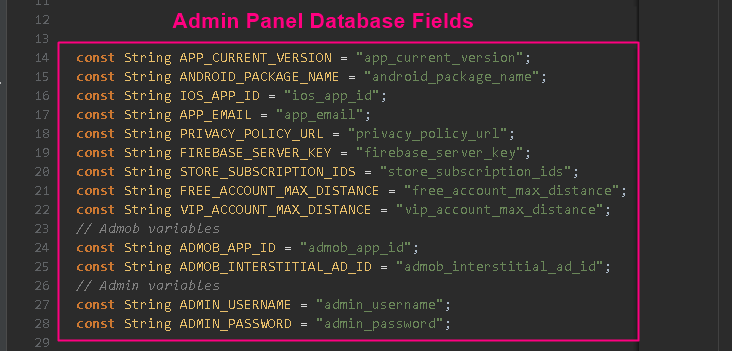 11
12
Admin Panel Database Fields
13
14 const String APP_CURRENT_VERSION = "app_current_version";
15 const String ANDROID_PACKAGE_NAME = "android_package_name";
16 const String IOS_APP_ID = "ios_app_id";
17 const String APP_EMAIL = "app_email";
18 const String PRIVACY_POLICY_URL = "privacy_policy_url";
19 const String FIREBASE_SERVER_KEY = "firebase_server_key";
20 const String STORE_SUBSCRIPTION_IDS = "store_subscription_ids";
21 const String FREE_ACCOUNT_MAX_DISTANCE = "free_account_max_distance";
22 const String VIP_ACCOUNT_MAX_DISTANCE = "vip_account_max_distance";
23 // Admob variables
24 const String ADMOB_APP_ID = "admob_app_id";
25 const String ADMOB_INTERSTITIAL_AD_ID = "admob_interstitial_ad_id";
26 // Admin variables
27 const String ADMIN_USERNAME = "admin_username";
28 const String ADMIN_PASSWORD = "admin_password";
29